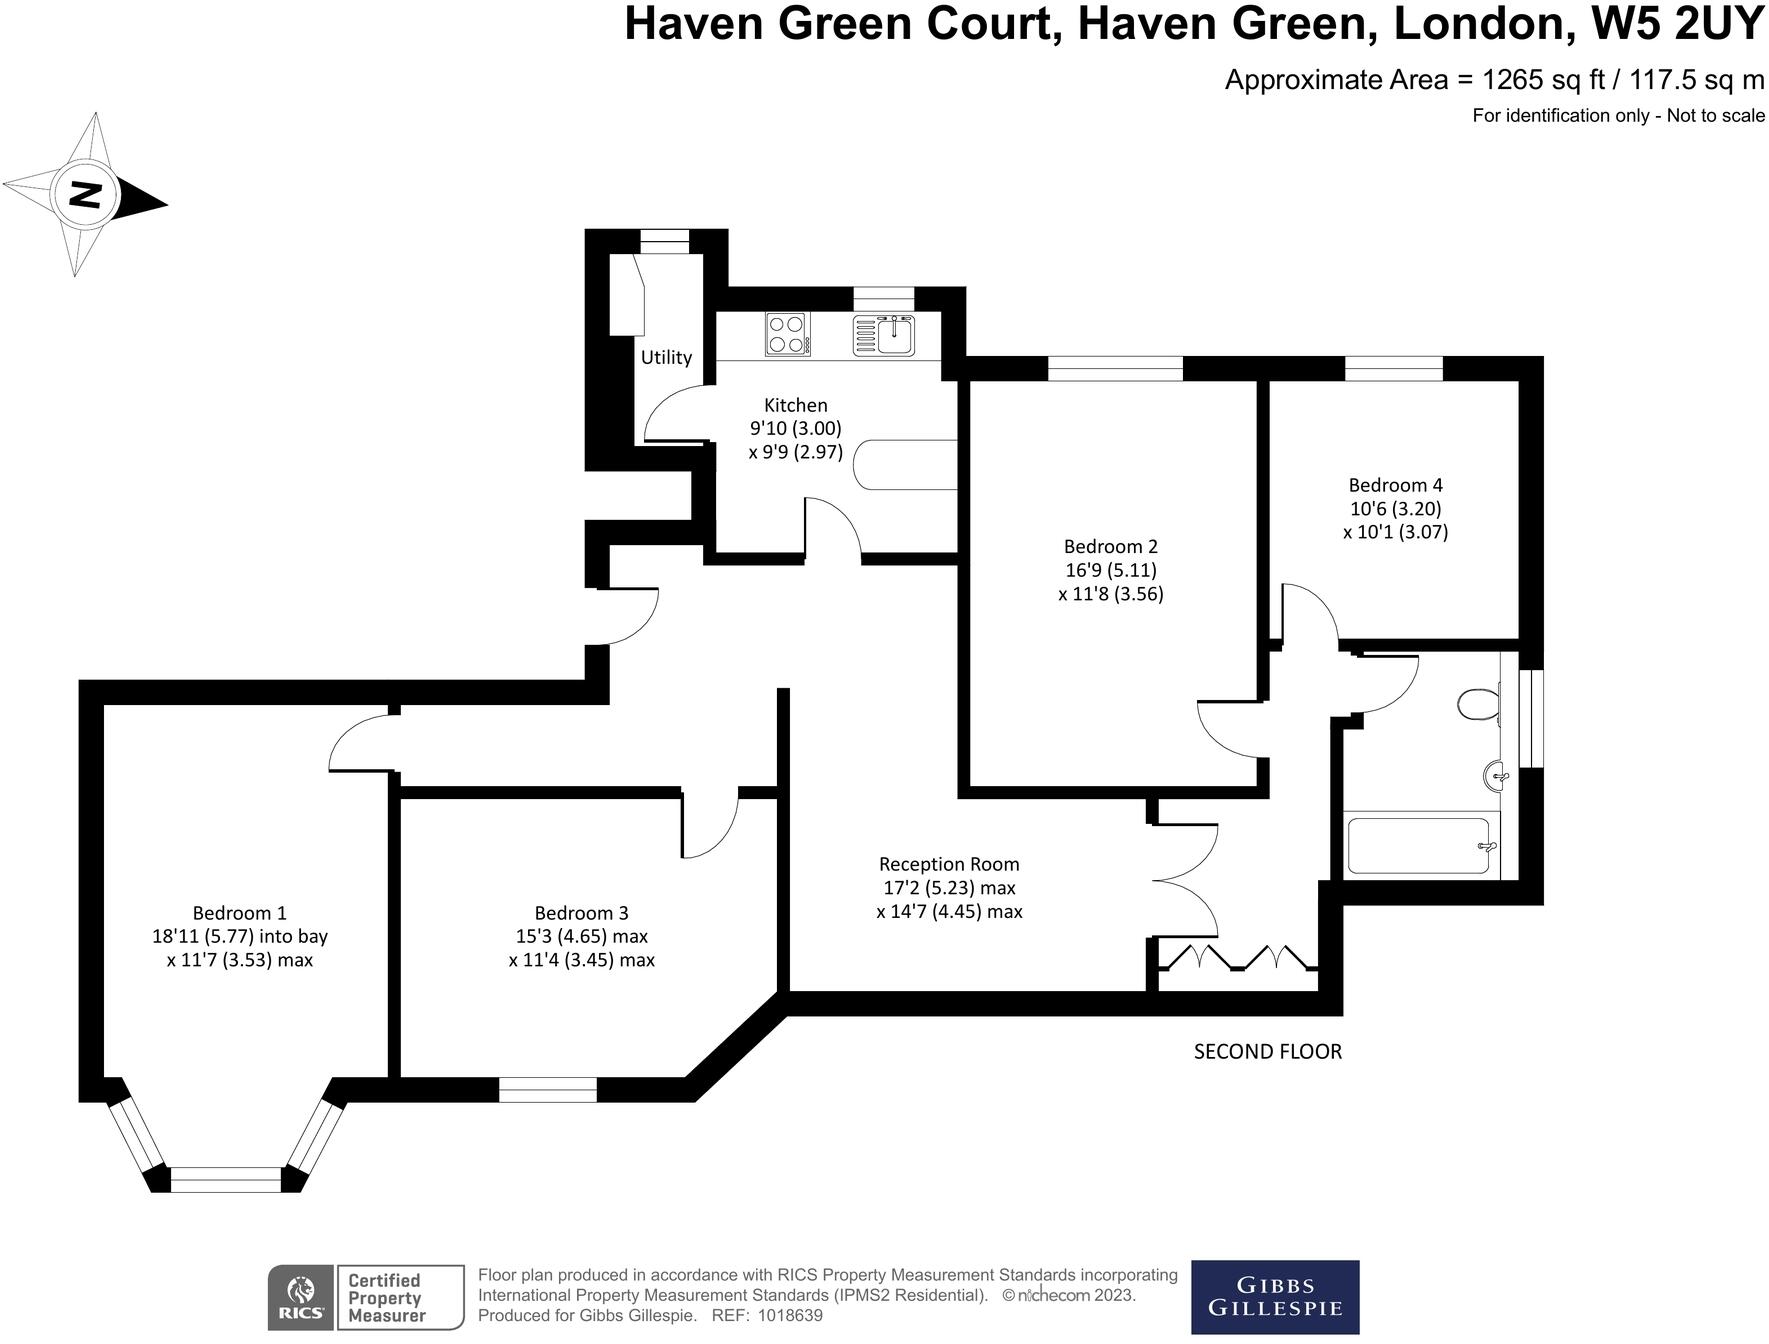 Haven Green Court, Haven Green, London, W5 2UY
Approximate Area = 1265 sq ft / 117.5 sq m
For identification only - Not to scale
N
Utility
Kitchen
9'10 (3.00)
x 9'9 (2.97)
Bedroom 2
16'9 (5.11)
x 11'8 (3.56)
Bedroom 4
10'6 (3.20)
x 10'1 (3.07)
Reception Room
17'2 (5.23) max
x 14'7 (4.45) max
Bedroom 1
18'11 (5.77) into bay
x 11'7 (3.53) max
Bedroom 3
15'3 (4.65) max
x 11'4 (3.45) max
SECOND FLOOR
RICS
Certified
Property
Measurer
Floor plan produced in accordance with RICS Property Measurement Standards incorporating
International Property Measurement Standards (IPMS2 Residential). © nichecom 2023.
Produced for Gibbs Gillespie. REF: 1018639
GIBBS
GILLESPIE